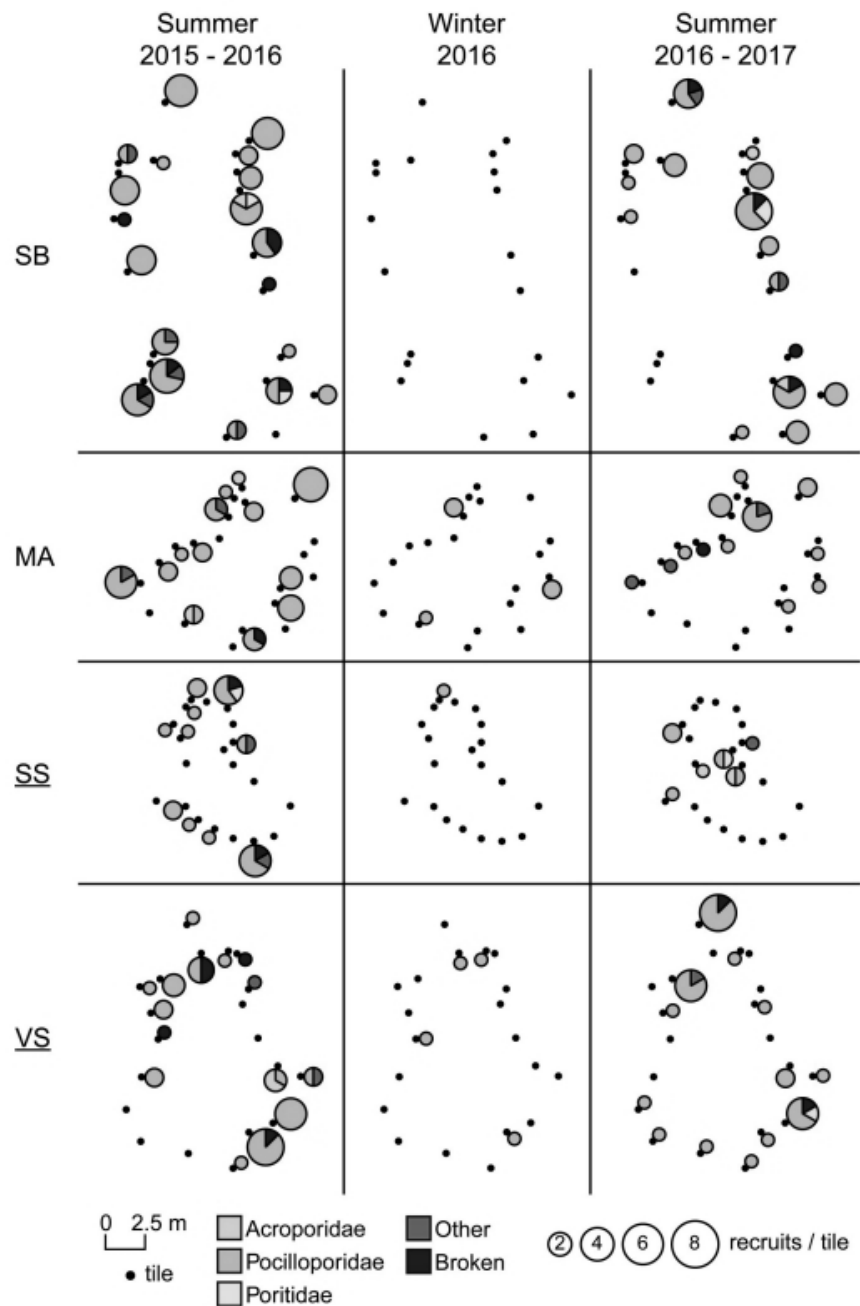 Summer
2015 - 2016
Winter
2016
Summer
2016 - 2017
SB
MA
SS
VS
0 2.5 m
tile
Acroporidae
Pocilloporidae
Poritidae
Other
Broken
2 4 6 8 recruits / tile